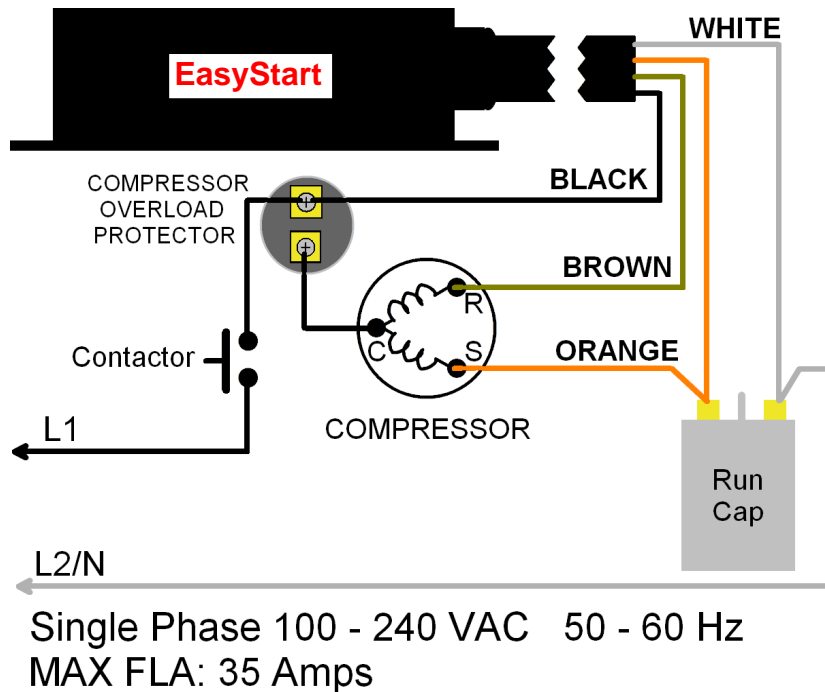 WHITE
EasyStart
BLACK
COMPRESSOR
OVERLOAD
PROTECTOR
BROWN
R
C
S
ORANGE
Contactor
COMPRESSOR
L1
Run
Cap
L2/N
Single Phase 100 - 240 VAC 50 - 60 Hz
MAX FLA: 35 Amps